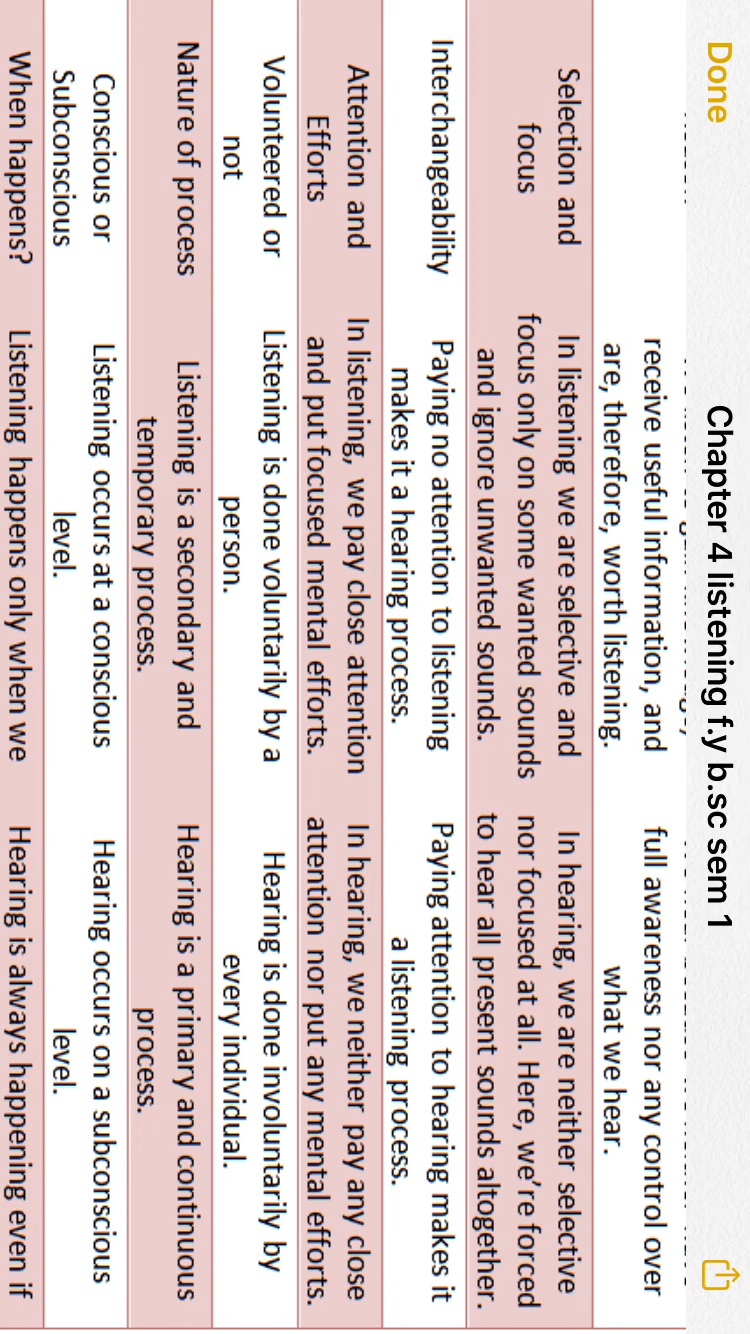 Done
Chapter 4 listening f.y b.sc sem 1
receive useful information, and
are, therefore, worth listening.
full awareness nor any control over
what we hear.
Selection and
focus
In listening we are selective and
focus only on some wanted sounds
and ignore unwanted sounds.
In hearing, we are neither selective
nor focused at all. Here, we’re forced
to hear all present sounds altogether.
Interchangeability
Paying no attention to listening
makes it a hearing process.
Paying attention to hearing makes it
a listening process.
Attention and
Efforts
In listening, we pay close attention
and put focused mental efforts.
In hearing, we neither pay any close
attention nor put any mental efforts.
Volunteered or
not
Listening is done voluntarily by a
person.
Hearing is done involuntarily by
every individual.
Nature of process
Listening is a secondary and
temporary process.
Hearing is a primary and continuous
process.
Conscious or
Subconscious
Listening occurs at a conscious
level.
Hearing occurs on a subconscious
level.
When happens?
Listening happens only when we
Hearing is always happening even if